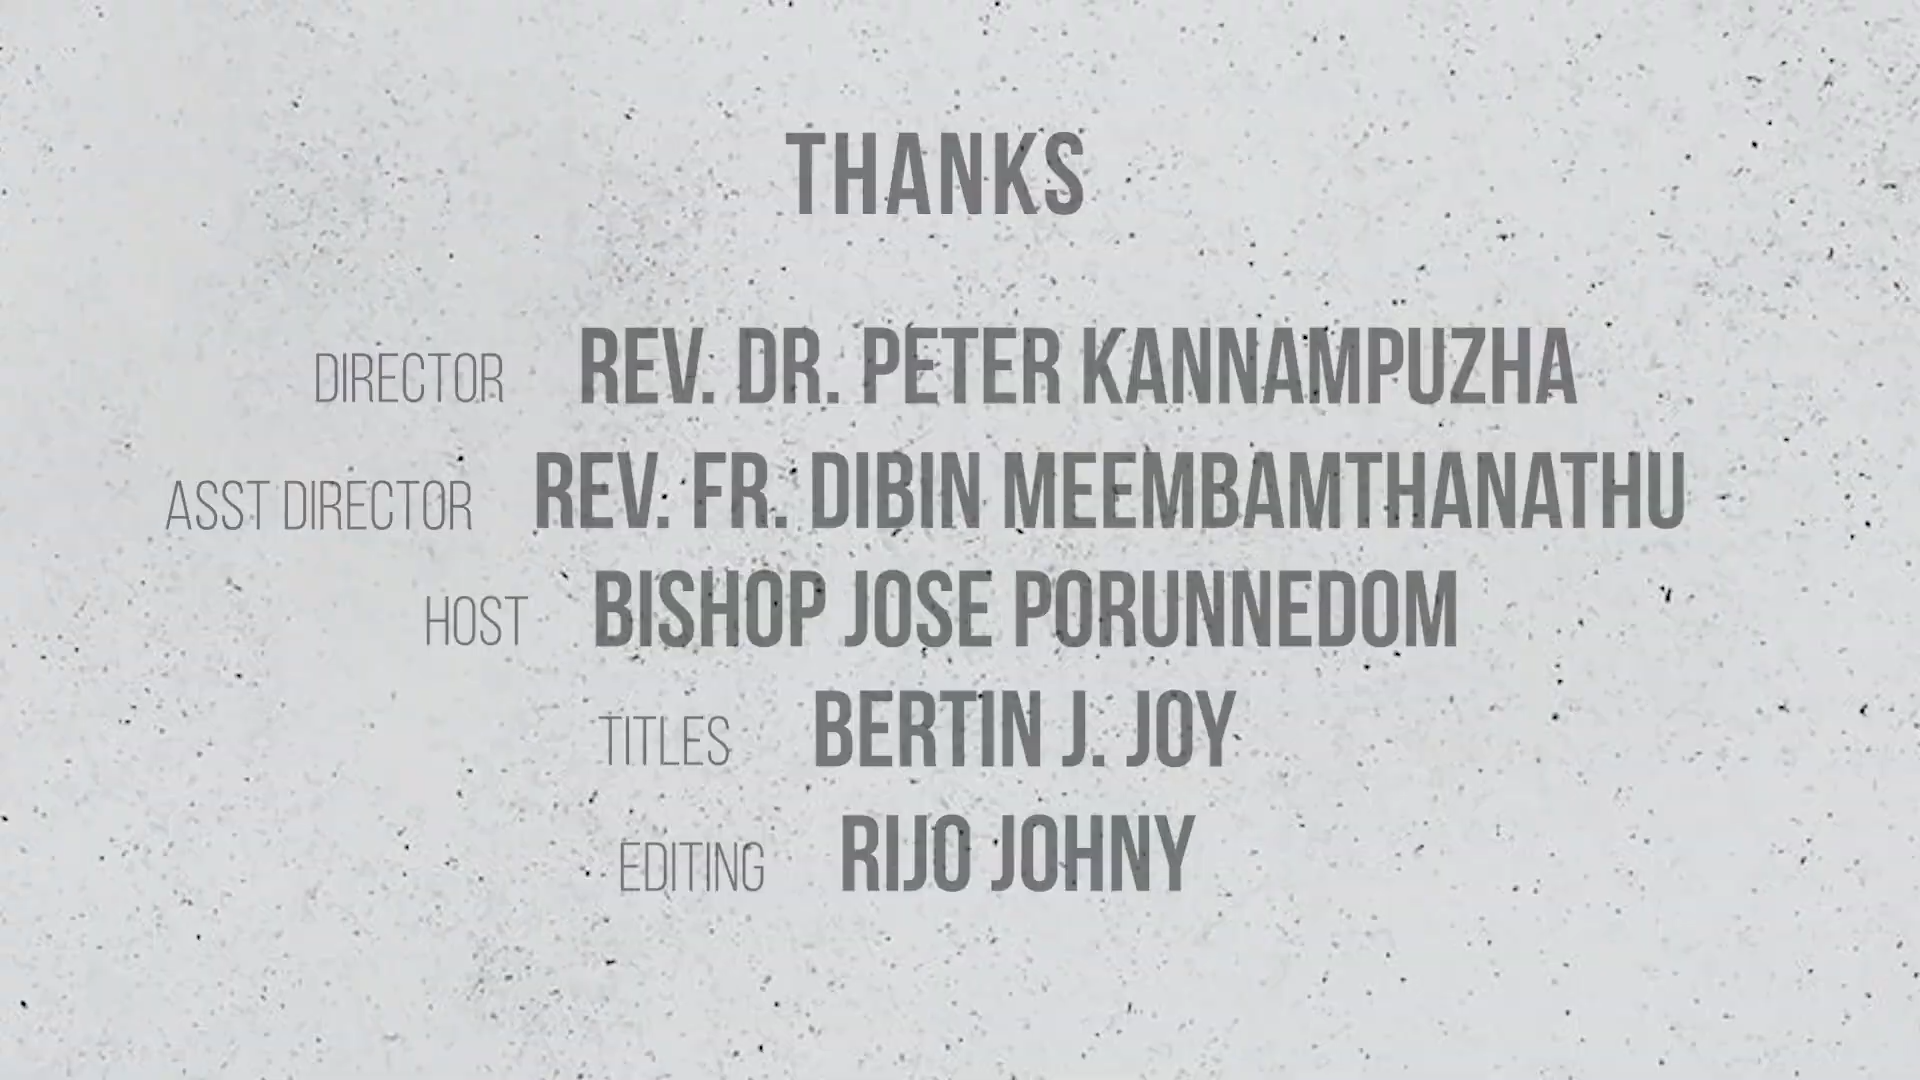 THANKS
DIRECTOR REV. DR. PETER KANNAMPUZHA
ASST DIRECTOR REV. FR. DIBIN MEEMBAMTHANATHU
HOST BISHOP JOSE PORUNNEDOM
TITLES BERTIN J. JOY
EDITING RIJO JOHNY